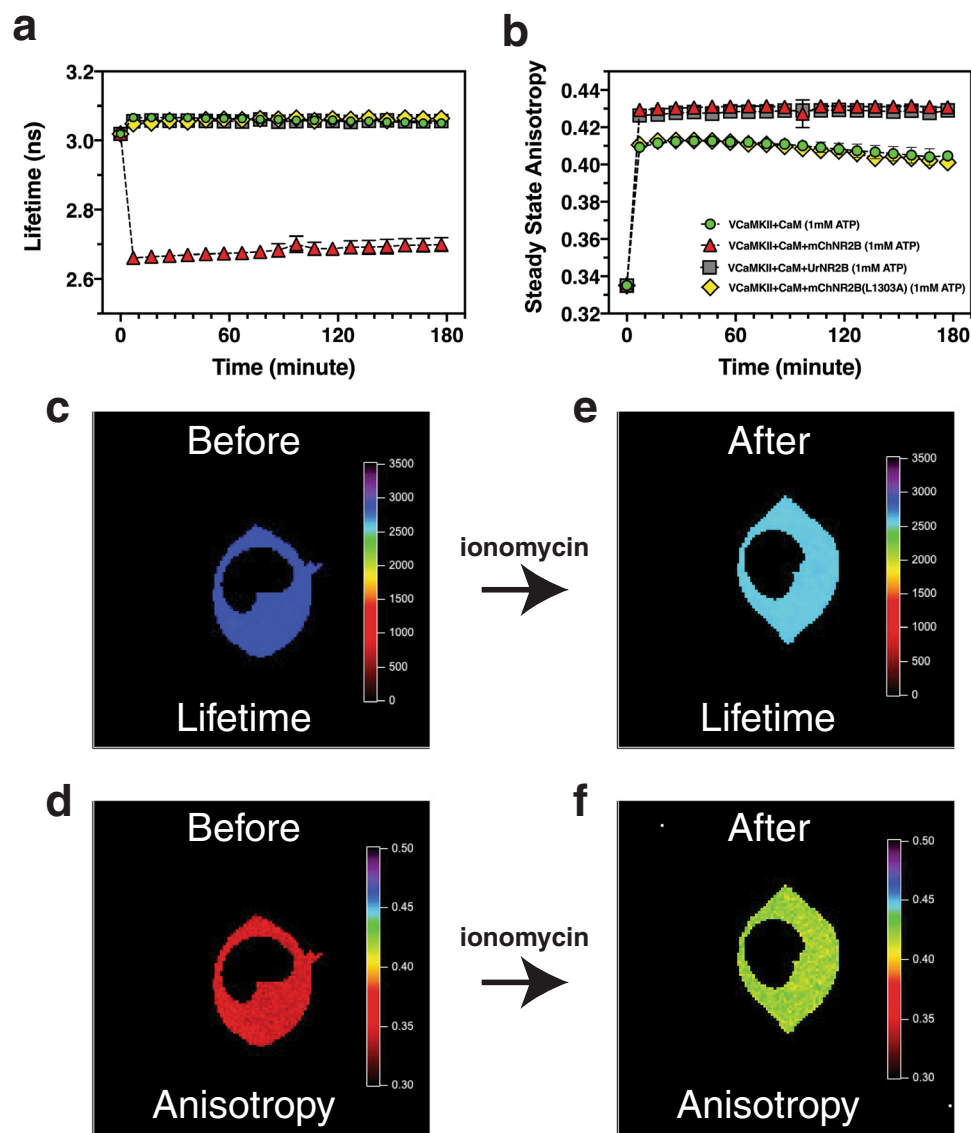 a
Lifetime (ns)
3.2
3.0
2.8
2.6
0
60
120
180
Time (minute)
b
Steady State Anisotropy
0.44
0.42
0.40
0.38
0.36
0.34
0.32
VCaMKII+CaM (1mM ATP)
VCaMKII+CaM+mChNR2B (1mM ATP)
VCaMKII+CaM+UrNR2B (1mM ATP)
VCaMKII+CaM+mChNR2B(L1303A) (1mM ATP)
0
60
120
180
Time (minute)
c
Before
3500
3000
2500
2000
1500
1000
500
0
Lifetime
ionomycin
e
After
3500
3000
2500
2000
1500
1000
500
0
Lifetime
d
Before
0.50
0.45
0.40
0.35
0.30
Anisotropy
ionomycin
f
After
0.50
0.45
0.40
0.35
0.30
Anisotropy